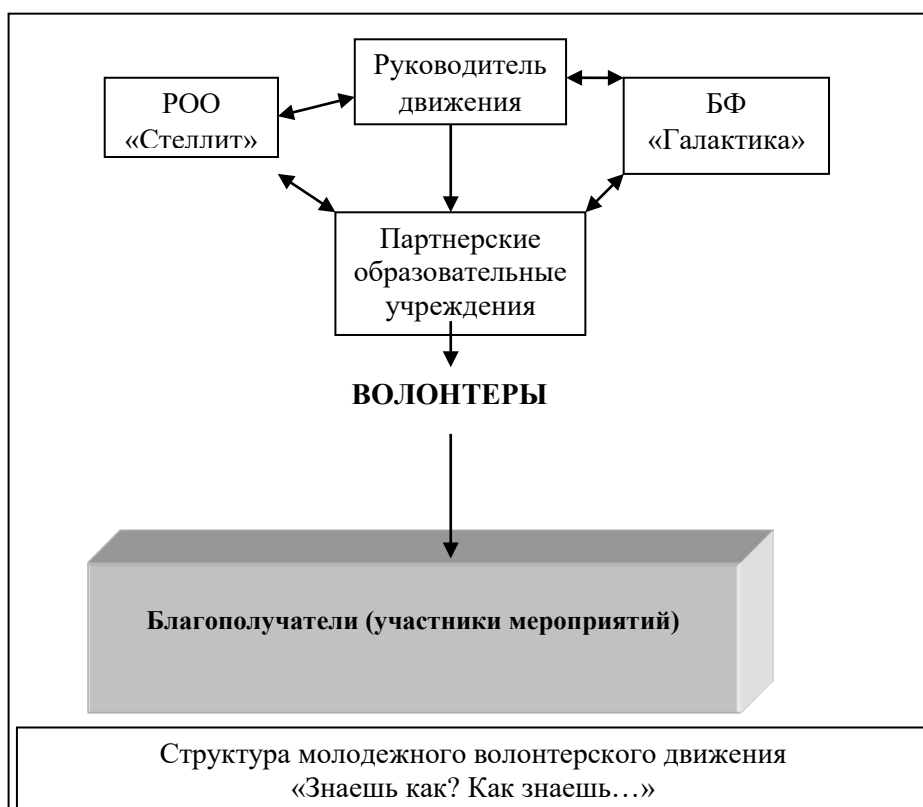 Руководитель
движения
РОО
«Стеллит»
БФ
«Галактика»
Партнерские
образовательные
учреждения
ВОЛОНТЕРЫ
Благополучатели (участники мероприятий)
Структура молодежного волонтерского движения
«Знаешь как? Как знаешь…»